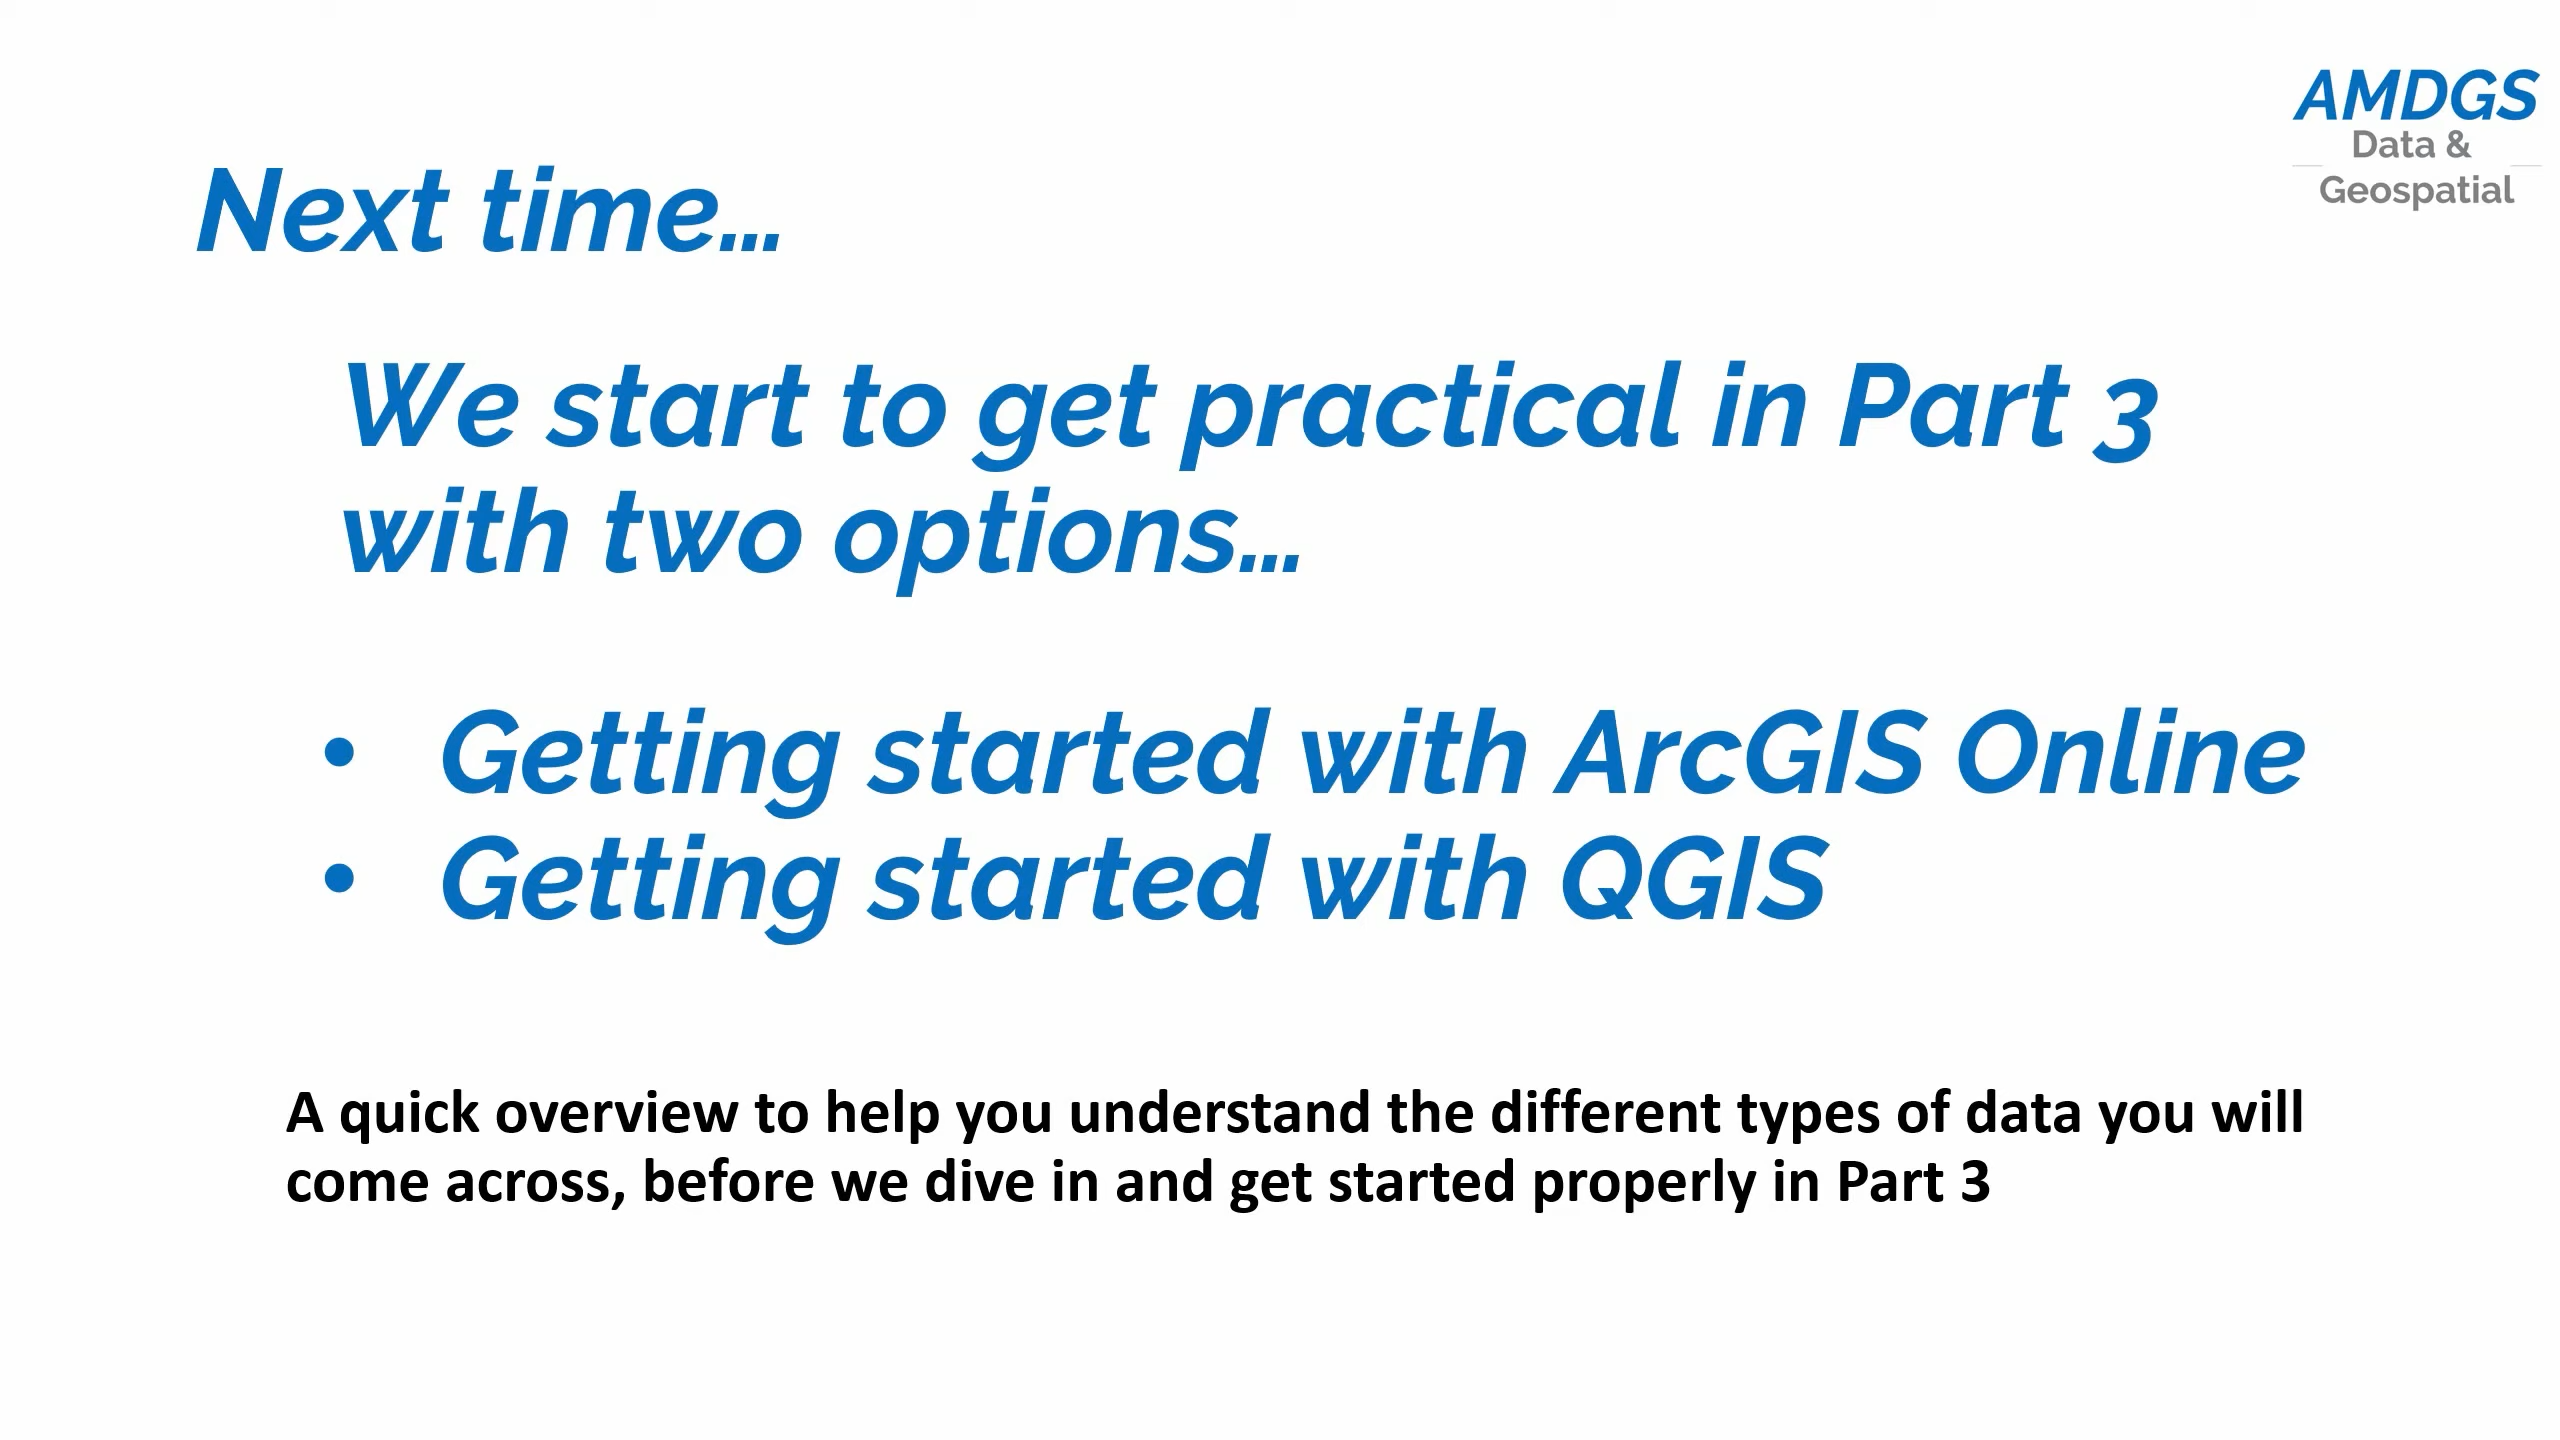 AMDGS
Data &
Geospatial
Next time...
We start to get practical in Part 3
with two options...
• Getting started with ArcGIS Online
• Getting started with QGIS
A quick overview to help you understand the different types of data you will
come across, before we dive in and get started properly in Part 3